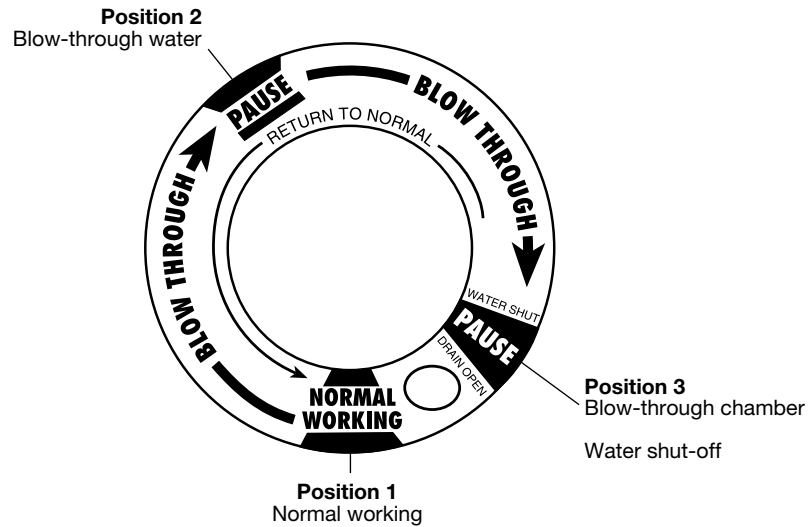 Position 2
Blow-through water
PAUSE
BLOW THROUGH
RETURN TO NORMAL
BLOW THROUGH
WATER SHUT
PAUSE
DRAIN OPEN
NORMAL
WORKING
Position 3
Blow-through chamber
Water shut-off
Position 1
Normal working